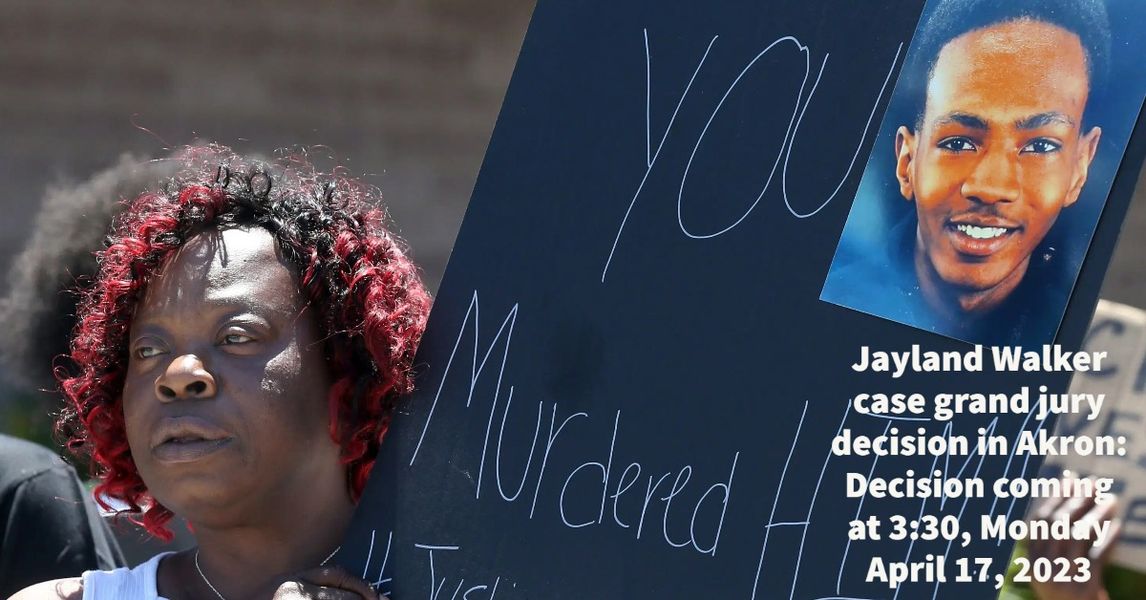 YOU
Murdered HIM
Jayland Walker
case grand jury
decision in Akron:
Decision coming
at 3:30, Monday
April 17, 2023